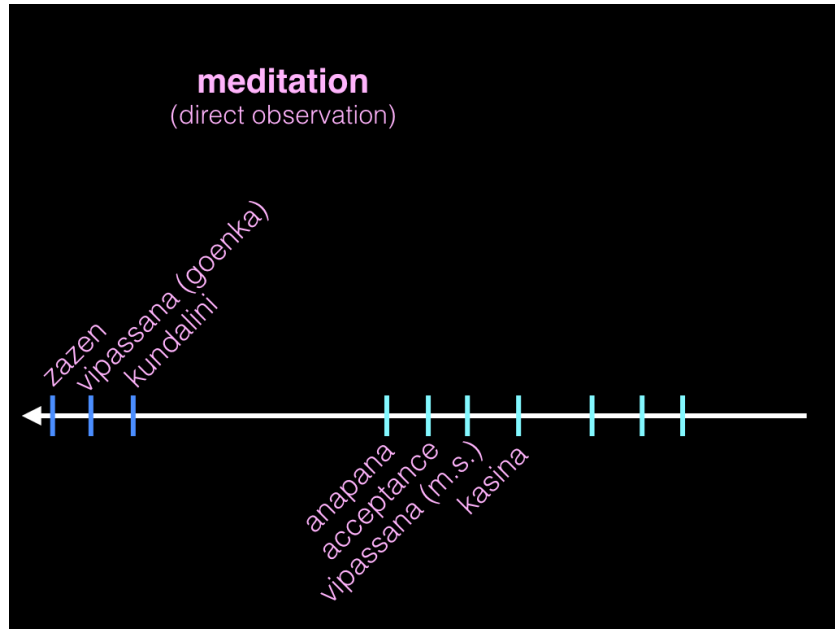 meditation
(direct observation)
zazen
vipassana (goenka)
kundalini
anapana
acceptance
vipassana (m.s.)
kasina